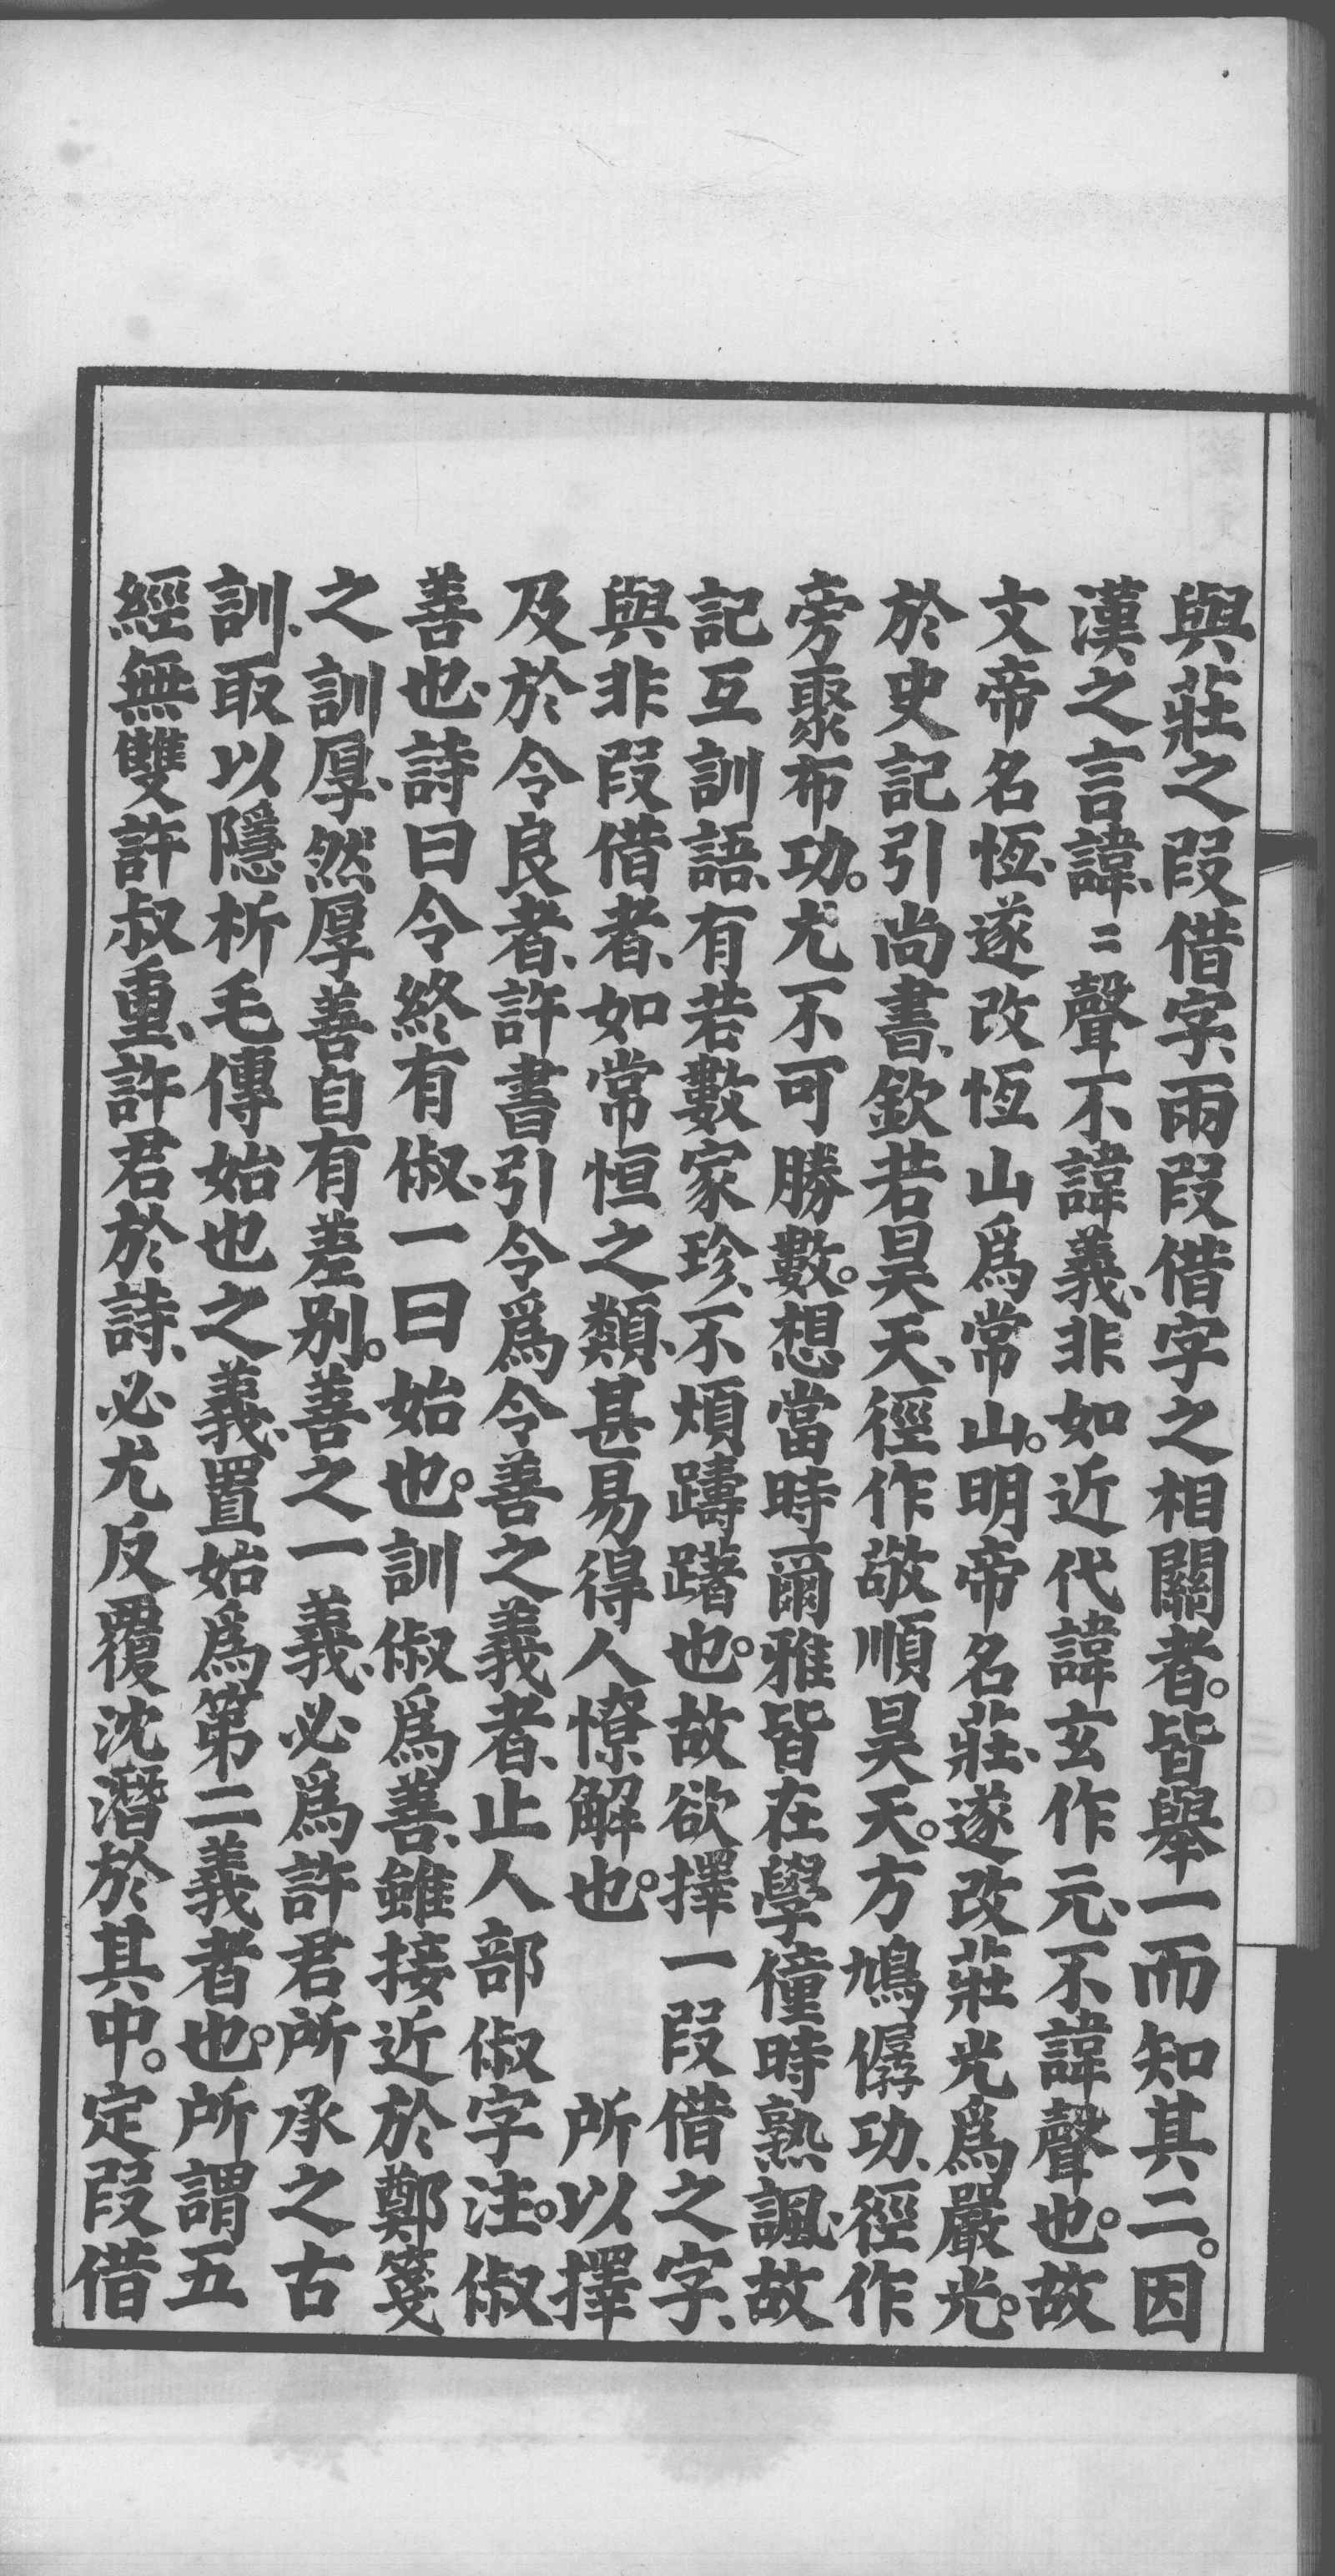 與莊之叚借字、兩叚借字之相關者。皆舉一而知其二。因
漢之言諱、〻聲不諱義、非如近代諱玄作元、不諱聲也。故
文帝名恆、遂改恆山爲常山。明帝名莊、遂改莊光爲嚴光。
於史記引尚書、欽若昊天、徑作敬順昊天。方鳩僝功、徑作
旁聚布功。尤不可勝數。想當時爾雅皆在學僮時熟諷、故
記互訓語、有若數家珍、不煩躊躇也。故欲擇一叚借之字、
與非叚借者、如常恒之類、甚易得人憭解也。　所以擇
及於令良者、許書引令爲令善之義者、止人部俶字注。俶
善也、詩曰令終有俶、一曰始也。訓俶爲善、雖接近於鄭箋
之訓厚、然厚善自有差別。善之一義、必爲許君所承之古
訓、取以隱析毛傳始也之義、置始爲第二義者也。所謂五
經無雙許叔重、許君於詩、必尤反覆沈潛於其中。定叚借